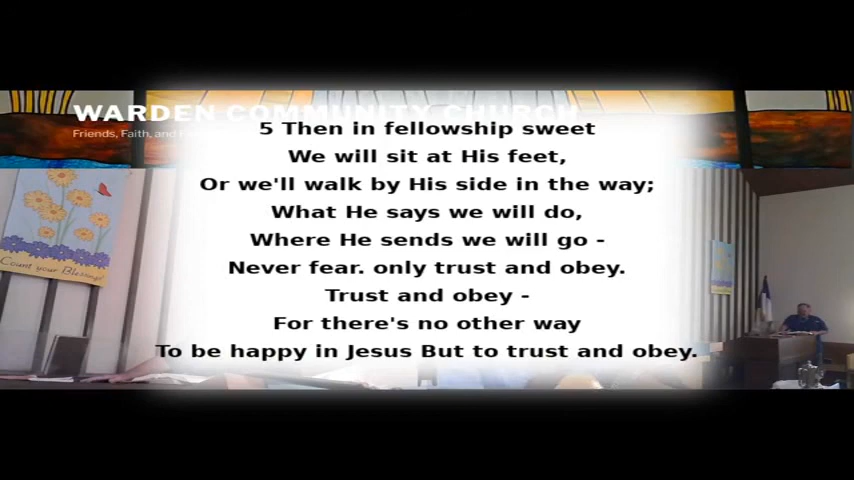 WARDEN COMMUNITY CHURCH
Friends, Faith, and
5 Then in fellowship sweet
We will sit at His feet,
Or we'll walk by His side in the way;
What He says we will do,
Where He sends we will go -
Never fear. only trust and obey.
Trust and obey -
For there's no other way
To be happy in Jesus But to trust and obey.
Count your Blessings